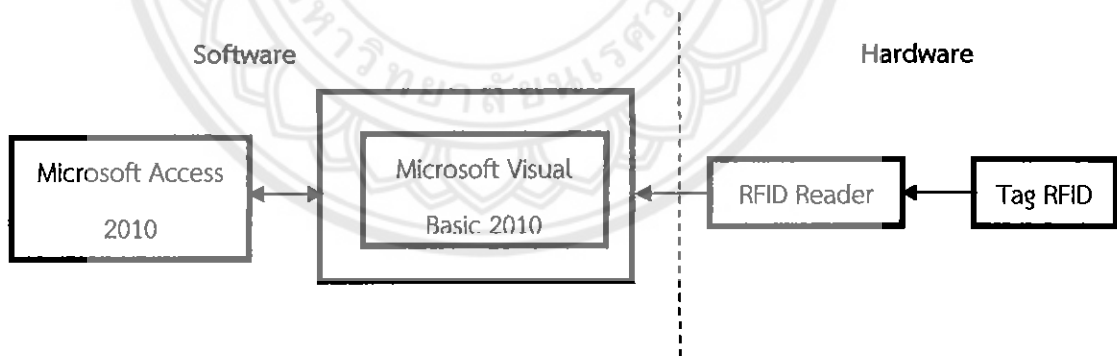 Software
Hardware
Microsoft Access
2010
Microsoft Visual
Basic 2010
RFID Reader
Tag RFID